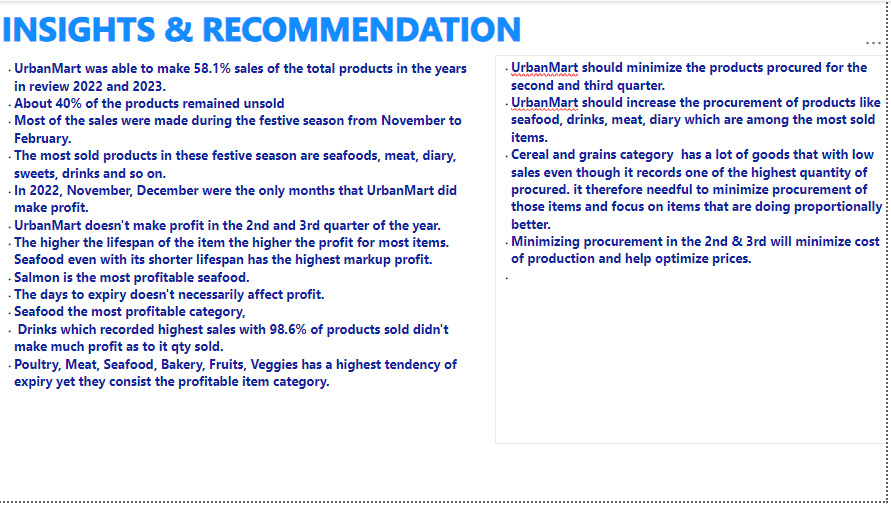 INSIGHTS & RECOMMENDATION
· UrbanMart was able to make 58.1% sales of the total products in the years
in review 2022 and 2023.
· About 40% of the products remained unsold
· Most of the sales were made during the festive season from November to
February.
· The most sold products in these festive season are seafoods, meat, diary,
sweets, drinks and so on.
· In 2022, November, December were the only months that UrbanMart did
make profit.
· UrbanMart doesn't make profit in the 2nd and 3rd quarter of the year.
· The higher the lifespan of the item the higher the profit for most items.
Seafood even with its shorter lifespan has the highest markup profit.
· Salmon is the most profitable seafood.
· The days to expiry doesn't necessarily affect profit.
· Seafood the most profitable category,
· Drinks which recorded highest sales with 98.6% of products sold didn't
make much profit as to it qty sold.
· Poultry, Meat, Seafood, Bakery, Fruits, Veggies has a highest tendency of
expiry yet they consist the profitable item category.
· UrbanMart should minimize the products procured for the
second and third quarter.
· UrbanMart should increase the procurement of products like
seafood, drinks, meat, diary which are among the most sold
items.
· Cereal and grains category has a lot of goods that with low
sales even though it records one of the highest quantity of
procured. it therefore needful to minimize procurement of
those items and focus on items that are doing proportionally
better.
· Minimizing procurement in the 2nd & 3rd will minimize cost
of production and help optimize prices.
·